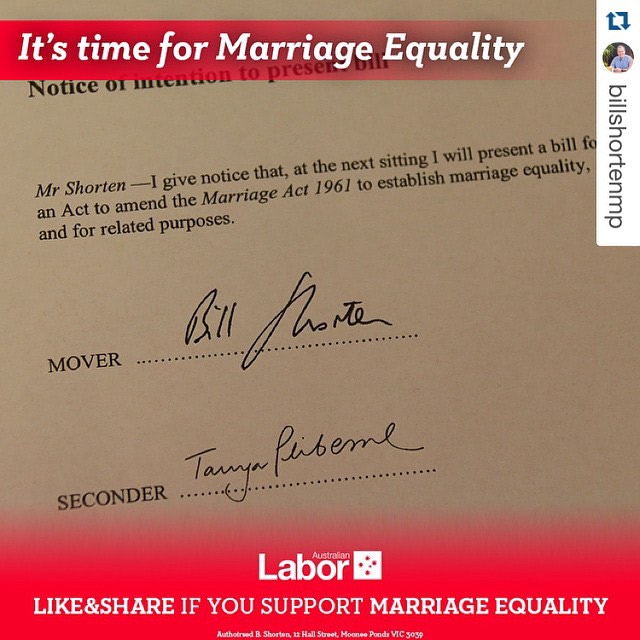 It's time for Marriage Equality
billshortenmp
Notice of intention to present bill
Mr Shorten —I give notice that, at the next sitting I will present a bill fo
an Act to amend the Marriage Act 1961 to establish marriage equality,
and for related purposes.
Bill Shorten
MOVER
Tanya Plibersek
SECONDER
Australian
Labor
LIKE&SHARE IF YOU SUPPORT MARRIAGE EQUALITY
Authoirsed B. Shorten, 12 Hall Street, Moonee Ponds VIC 3039